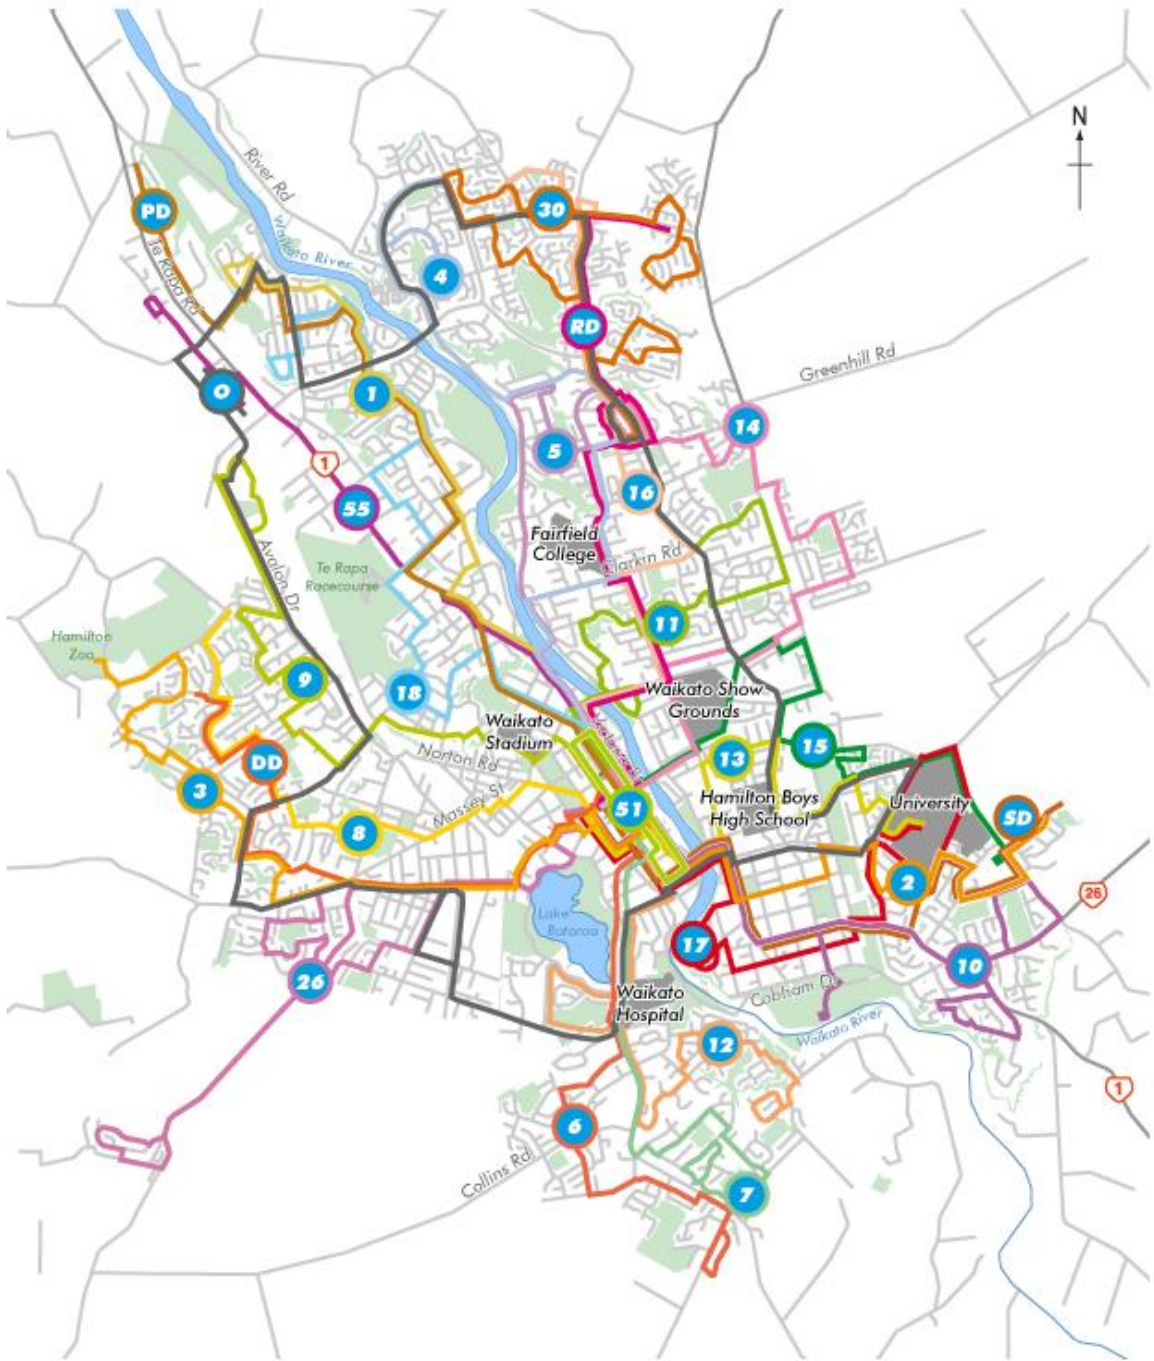 N
River Rd
PD
30
Waikato River
Te Rapa Rd
4
RD
Greenhill Rd
O
1
14
5
1
16
55
Fairfield
College
Clarkin Rd
Avalon Dr
Te Rapa
Racecourse
11
Hamilton
Zoo
9
18
Waikato Show
Grounds
Waikato
Stadium
Norton Rd
13
15
DD
3
Massey St
51
Hamilton Boys
High School
University
SD
8
2
26
Lake
Rotoroa
17
10
26
Cobham Dr
Waikato
Hospital
Waikato River
12
1
6
Collins Rd
7